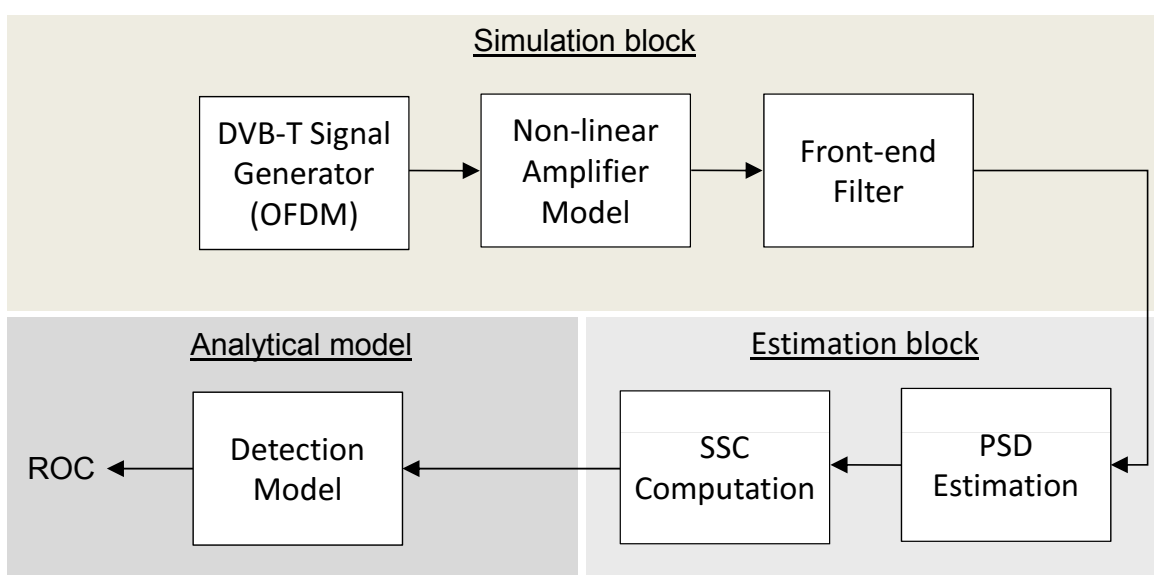 Simulation block
DVB-T Signal
Generator
(OFDM)
Non-linear
Amplifier
Model
Front-end
Filter
Analytical model
Estimation block
ROC
Detection
Model
SSC
Computation
PSD
Estimation